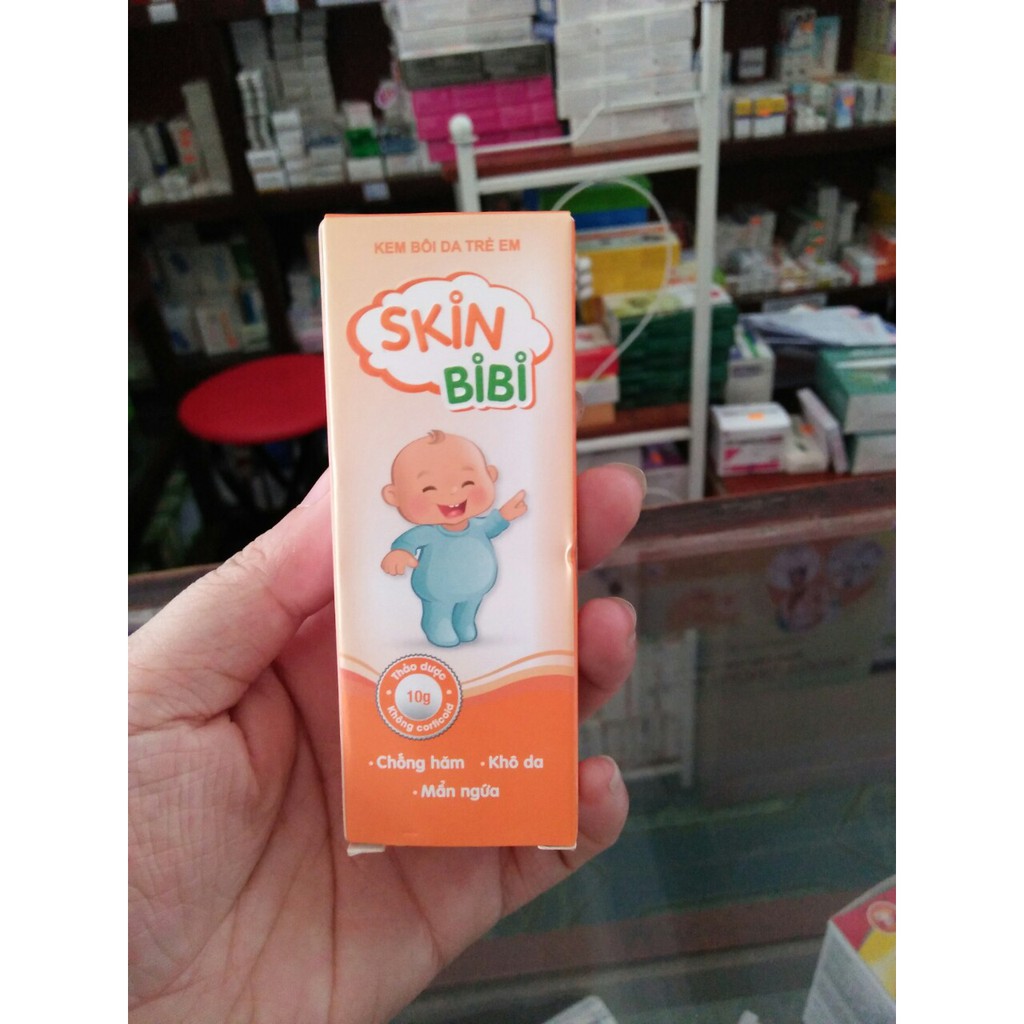 KEM BÔI DA TRẺ EM
SKIN
BIBI
Thảo dược
10g
Không corticoid
• Chống hăm • Khô da
• Mẩn ngứa